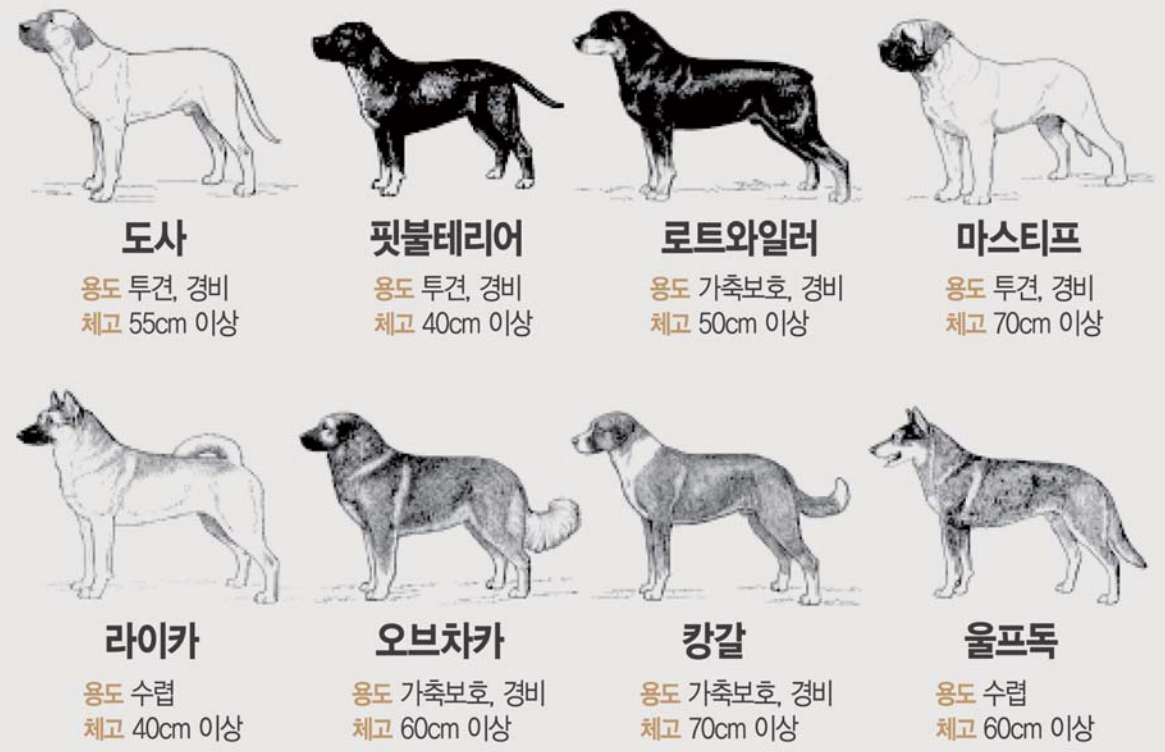 도사
용도 투견, 경비
체고 55cm 이상
핏불테리어
용도 투견, 경비
체고 40cm 이상
로트와일러
용도 가축보호, 경비
체고 50cm 이상
마스티프
용도 투견, 경비
체고 70cm 이상
라이카
용도 수렵
체고 40cm 이상
오브차카
용도 가축보호, 경비
체고 60cm 이상
캉갈
용도 가축보호, 경비
체고 70cm 이상
울프독
용도 수렵
체고 60cm 이상